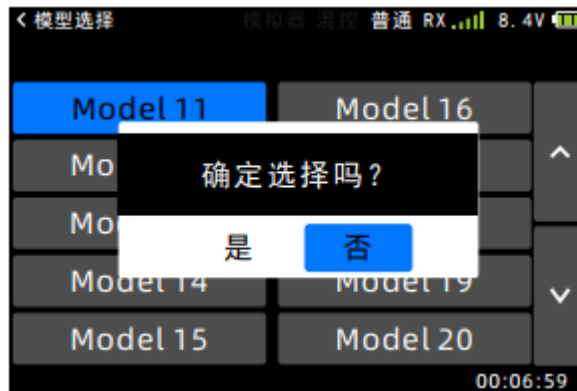 模型选择 模拟器 混控 普通 RX 8.4V
Model 11 Model 16
Mo
确定选择吗?
Mo
是 否
Model 14 Model 19
Model 15 Model 20
00:06:59